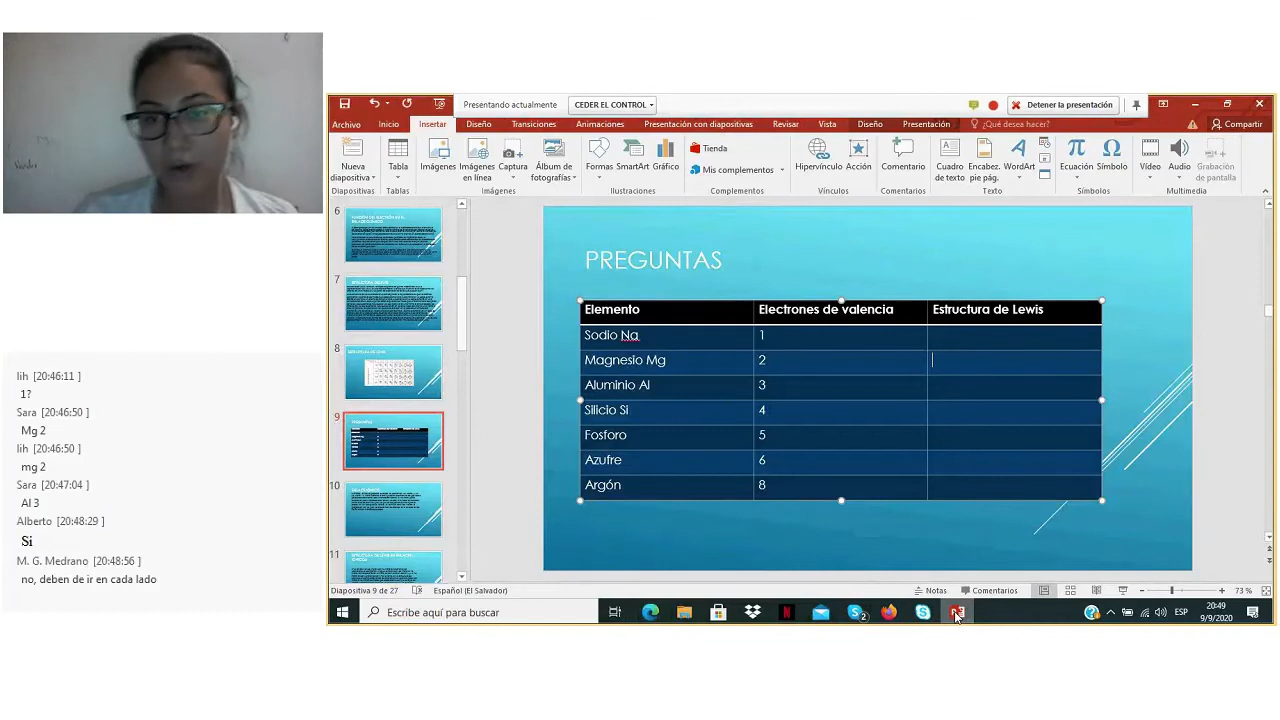 Presentando actualmente
CEDER EL CONTROL
Detener la presentación
Archivo
Inicio
Insertar
Diseño
Transiciones
Animaciones
Presentación con diapositivas
Revisar
Vista
Diseño
Presentación
¿Qué desea hacer?
Compartir
Nueva diapositiva
Tabla
Imágenes
Imágenes en línea
Captura
Álbum de fotografías
Formas
SmartArt
Gráfico
Tienda
Mis complementos
Hipervínculo
Acción
Comentario
Cuadro de texto
Encabez. pie pág.
WordArt
Ecuación
Símbolo
Vídeo
Audio
Grabación de pantalla
Diapositivas
Tablas
Imágenes
Ilustraciones
Complementos
Vínculos
Comentarios
Texto
Símbolos
Multimedia
6
7
8
9
10
11
PREGUNTAS
Elemento Electrones de valencia Estructura de Lewis
Sodio Na 1
Magnesio Mg 2
Aluminio Al 3
Silicio Si 4
Fosforo 5
Azufre 6
Argón 8
lih [20:46:11 ]
1?
Sara [20:46:50 ]
Mg 2
lih [20:46:50 ]
mg 2
Sara [20:47:04 ]
Al 3
Alberto [20:48:29 ]
Si
M. G. Medrano [20:48:56 ]
no, deben de ir en cada lado
Diapositiva 9 de 27
Español (El Salvador)
Notas
Comentarios
73 %
Escribe aquí para buscar
2
ESP
20:49
9/9/2020